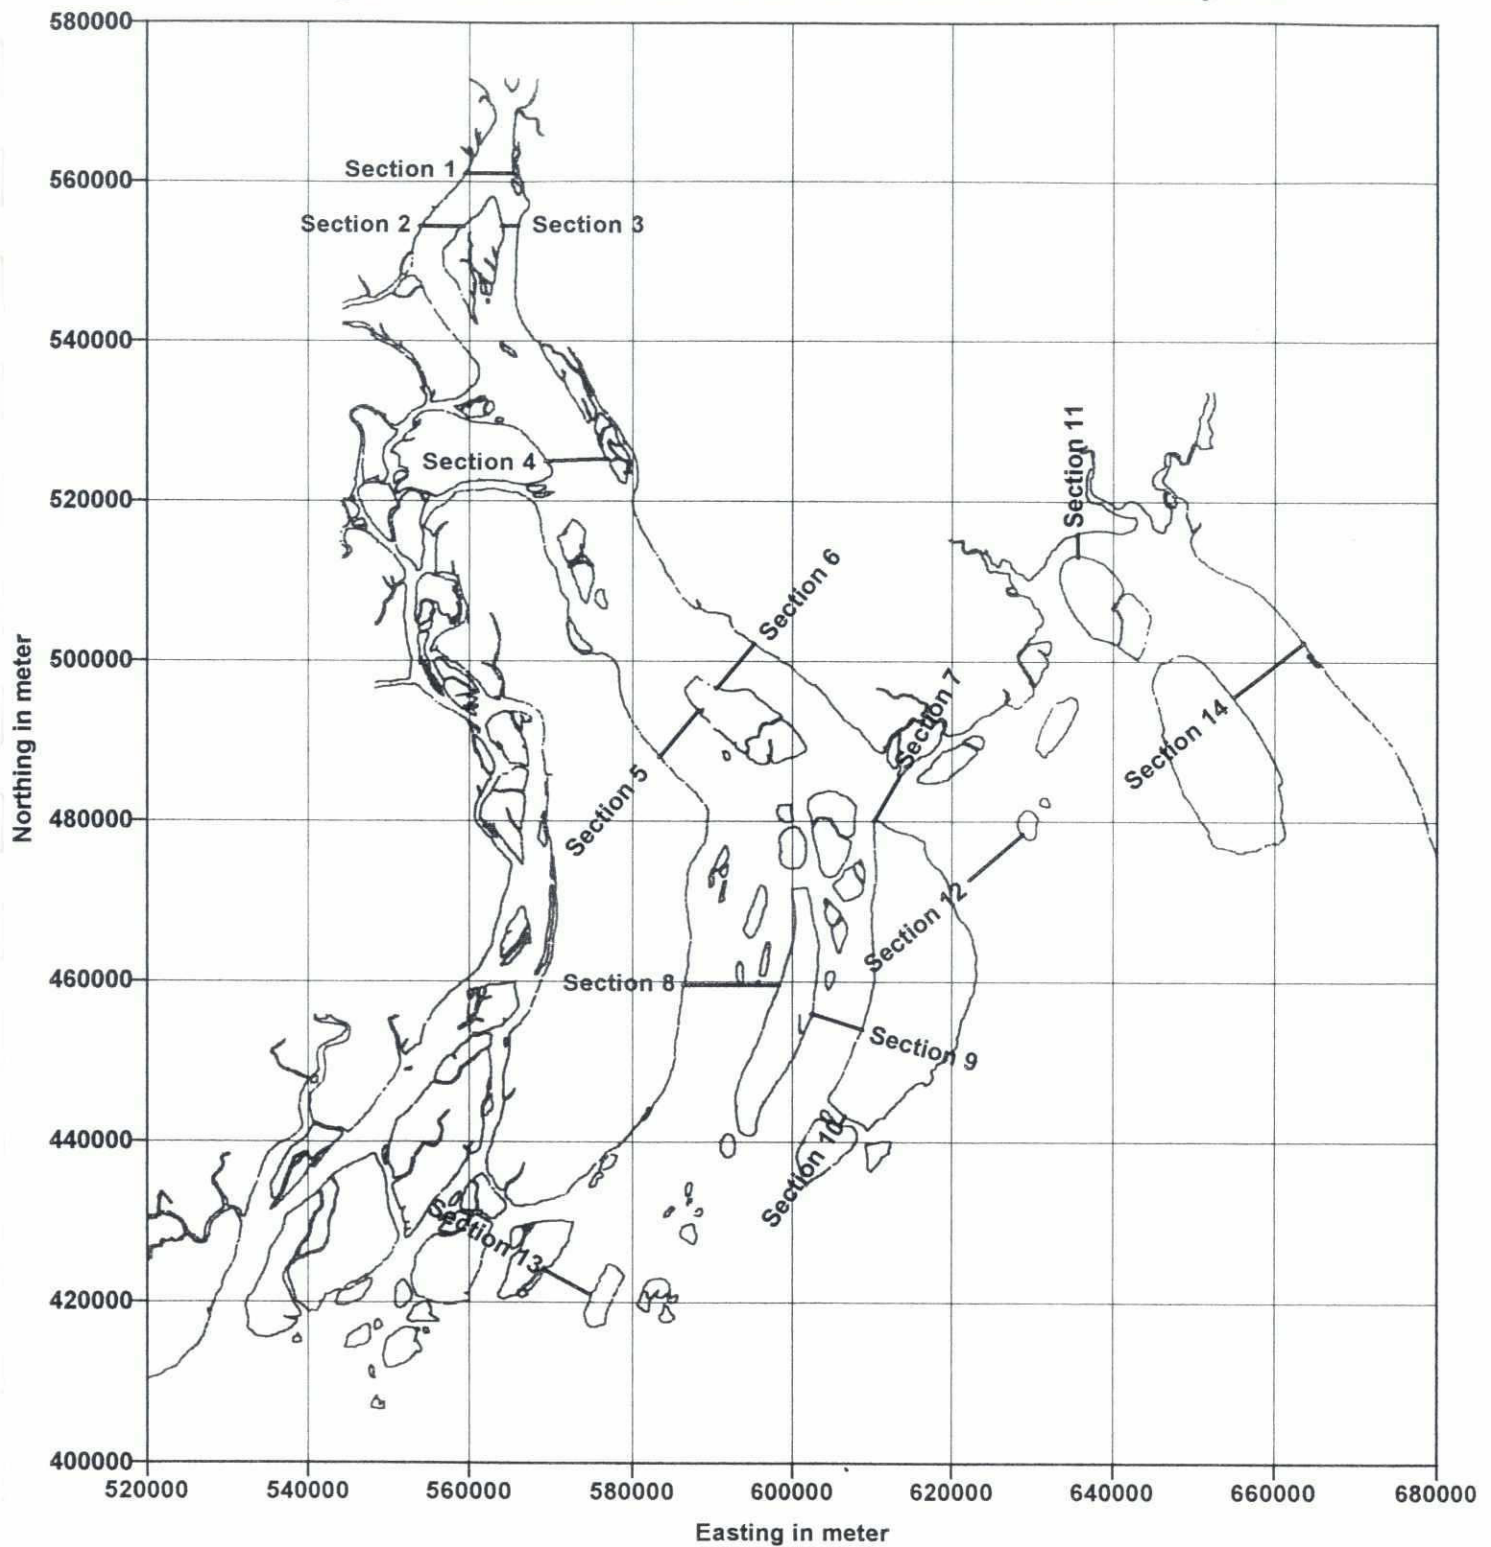 580000
560000
540000
520000
500000
480000
460000
440000
420000
400000
Northing in meter
Section 1
Section 2
Section 3
Section 4
Section 11
Section 6
Section 7
Section 5
Section 14
Section 12
Section 8
Section 9
Section 10
Section 13
520000
540000
560000
580000
600000
620000
640000
660000
680000
Easting in meter